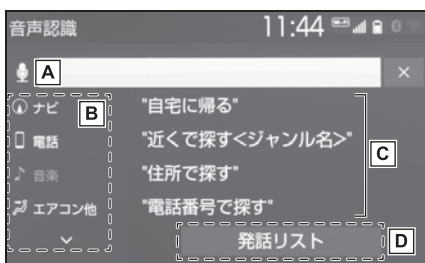 音声認識 11:44 Wi-Fi
A ×
ナビ B "自宅に帰る"
電話 "近くで探す<ジャンル名>"
C
音楽 "住所で探す"
エアコン他 "電話番号で探す"
発話リスト D